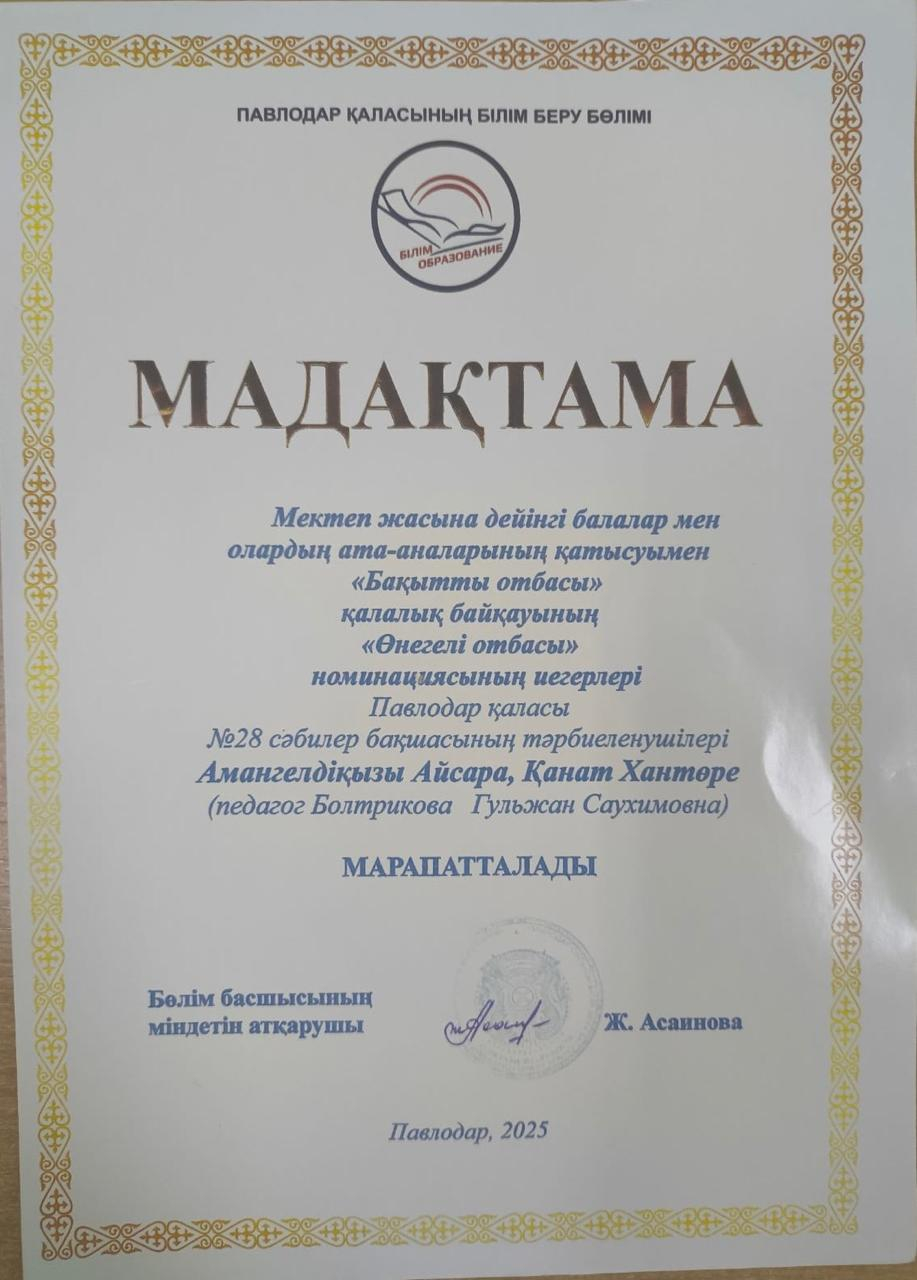 ПАВЛОДАР ҚАЛАСЫНЫҢ БІЛІМ БЕРУ БӨЛІМІ
БІЛІМ
ОБРАЗОВАНИЕ
МАДАҚТАМА
Мектеп жасына дейінгі балалар мен
олардың ата-аналарының қатысуымен
«Бақытты отбасы»
қалалық байқауының
«Өнегелі отбасы»
номинациясының иегерлері
Павлодар қаласы
№28 сәбилер бақшасының тәрбиеленушілері
Амангелдіқызы Айсара, Қанат Хантөре
(педагог Болтрикова Гульжан Саухимовна)
МАРАПАТТАЛАДЫ
Бөлім басшысының
міндетін атқарушы
Ж. Асаинова
Павлодар, 2025